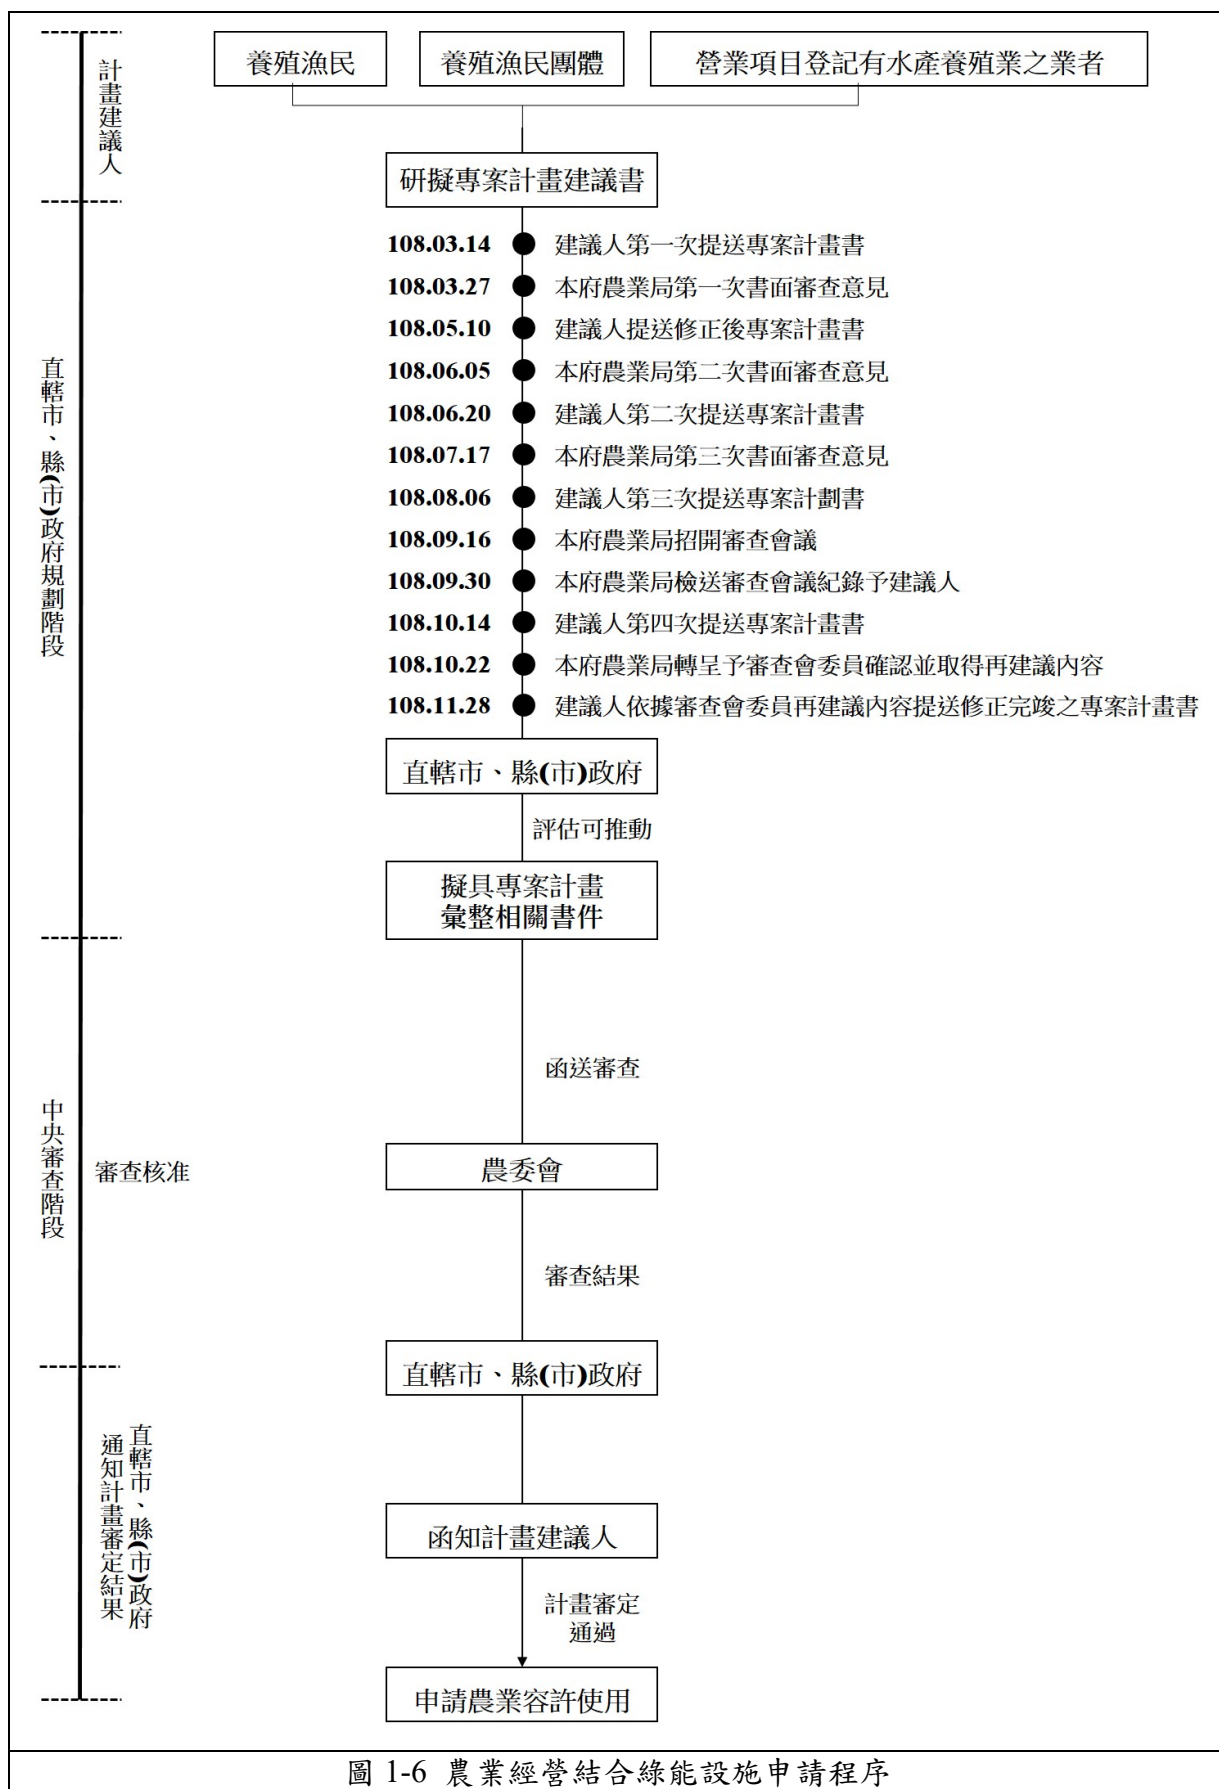 計畫建議人
養殖漁民
養殖漁民團體
營業項目登記有水產養殖業之業者
研擬專案計畫建議書
直轄市、縣(市)政府規劃階段
108.03.14 建議人第一次提送專案計畫書
108.03.27 本府農業局第一次書面審查意見
108.05.10 建議人提送修正後專案計畫書
108.06.05 本府農業局第二次書面審查意見
108.06.20 建議人第二次提送專案計畫書
108.07.17 本府農業局第三次書面審查意見
108.08.06 建議人第三次提送專案計劃書
108.09.16 本府農業局招開審查會議
108.09.30 本府農業局檢送審查會議紀錄予建議人
108.10.14 建議人第四次提送專案計畫書
108.10.22 本府農業局轉呈予審查會委員確認並取得再建議內容
108.11.28 建議人依據審查會委員再建議內容提送修正完竣之專案計畫書
直轄市、縣(市)政府
評估可推動
擬具專案計畫
彙整相關書件
中央審查階段
審查核准
函送審查
農委會
審查結果
直轄市、縣(市)政府
直轄市、縣(市)政府
通知計畫審定結果
函知計畫建議人
計畫審定
通過
申請農業容許使用
圖 1-6 農業經營結合綠能設施申請程序